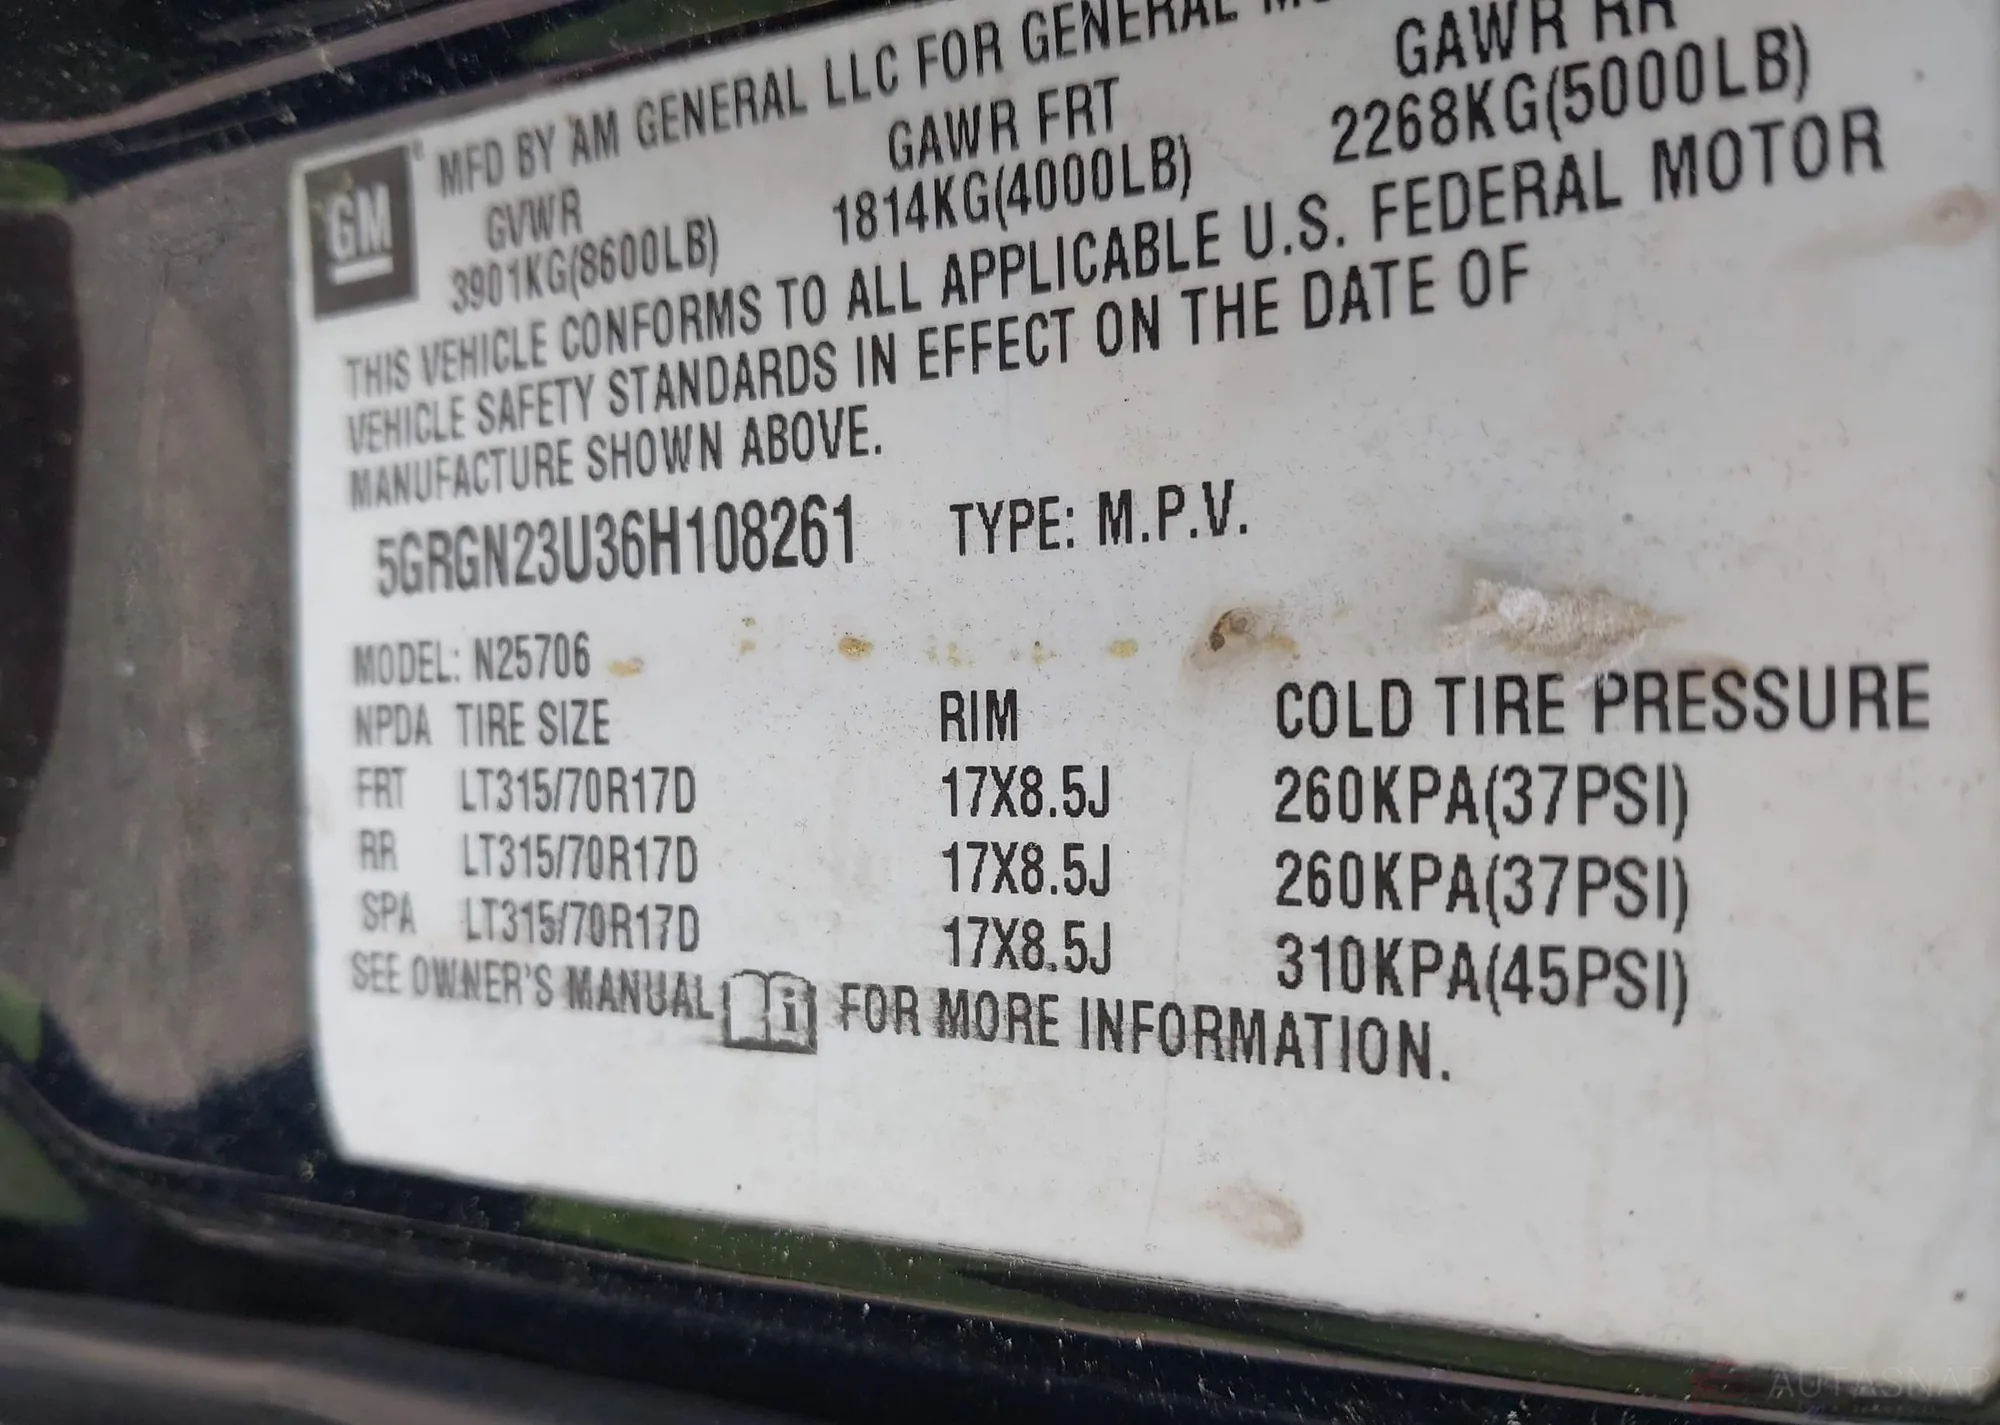 GM
MFD BY AM GENERAL LLC FOR GENERAL
GVWR GAWR FRT GAWR RR
3901KG(8600LB) 1814KG(4000LB) 2268KG(5000LB)
THIS VEHICLE CONFORMS TO ALL APPLICABLE U.S. FEDERAL MOTOR
VEHICLE SAFETY STANDARDS IN EFFECT ON THE DATE OF
MANUFACTURE SHOWN ABOVE.
5GRGN23U36H108261 TYPE: M.P.V.
MODEL: N25706
NPDA TIRE SIZE RIM COLD TIRE PRESSURE
FRT LT315/70R17D 17X8.5J 260KPA(37PSI)
RR LT315/70R17D 17X8.5J 260KPA(37PSI)
SPA LT315/70R17D 17X8.5J 310KPA(45PSI)
SEE OWNER'S MANUAL i FOR MORE INFORMATION.
AUTASNAP